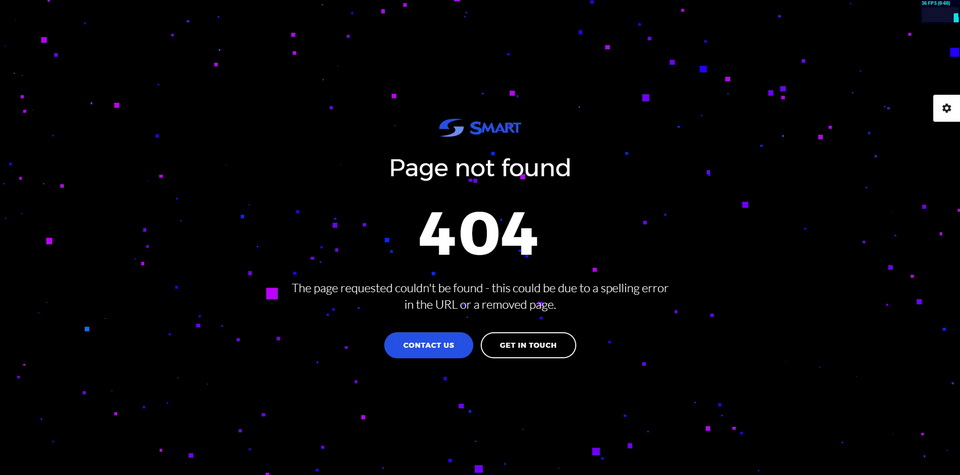 36 FPS (0-60)
SMART
Page not found
404
The page requested couldn't be found - this could be due to a spelling error
in the URL or a removed page.
CONTACT US
GET IN TOUCH